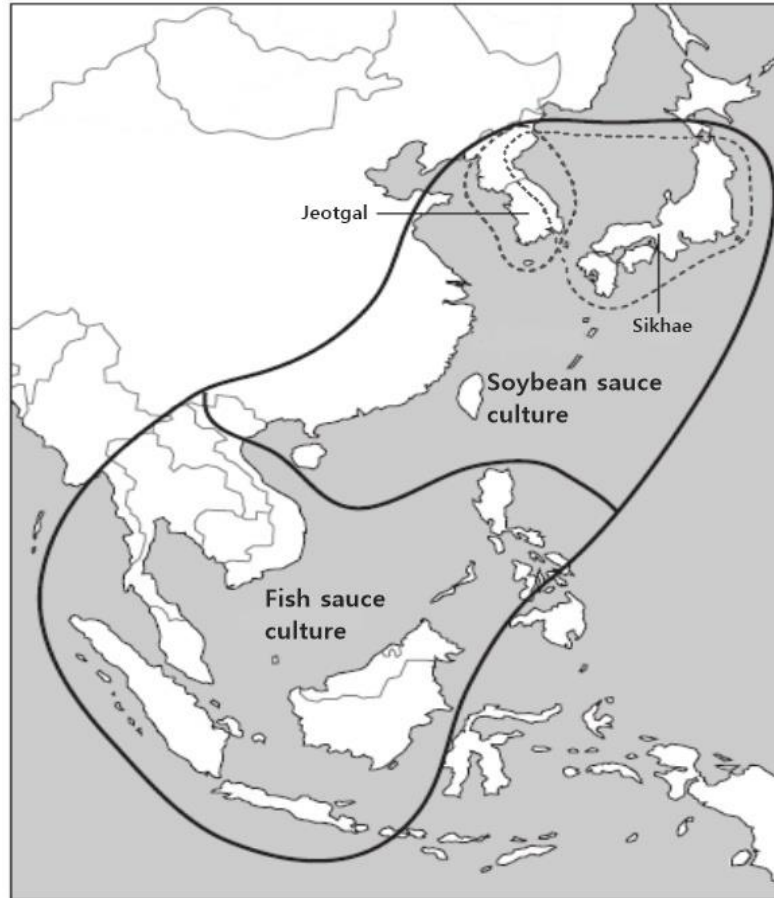 Jeotgal
Sikhae
Soybean sauce
culture
Fish sauce
culture